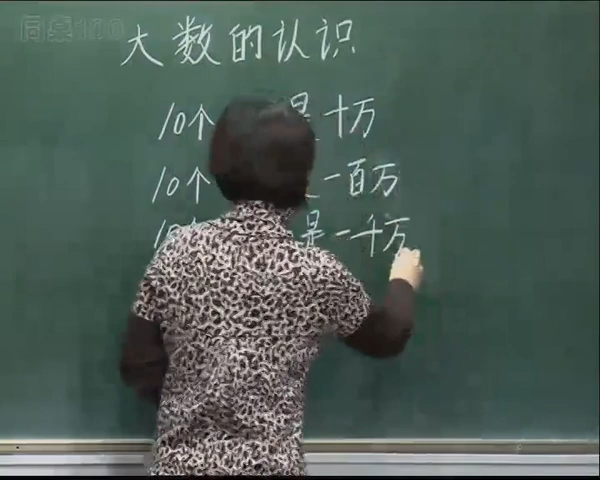 同桌100
大数的认识
10个 是十万
10个 一百万
10 是一千万